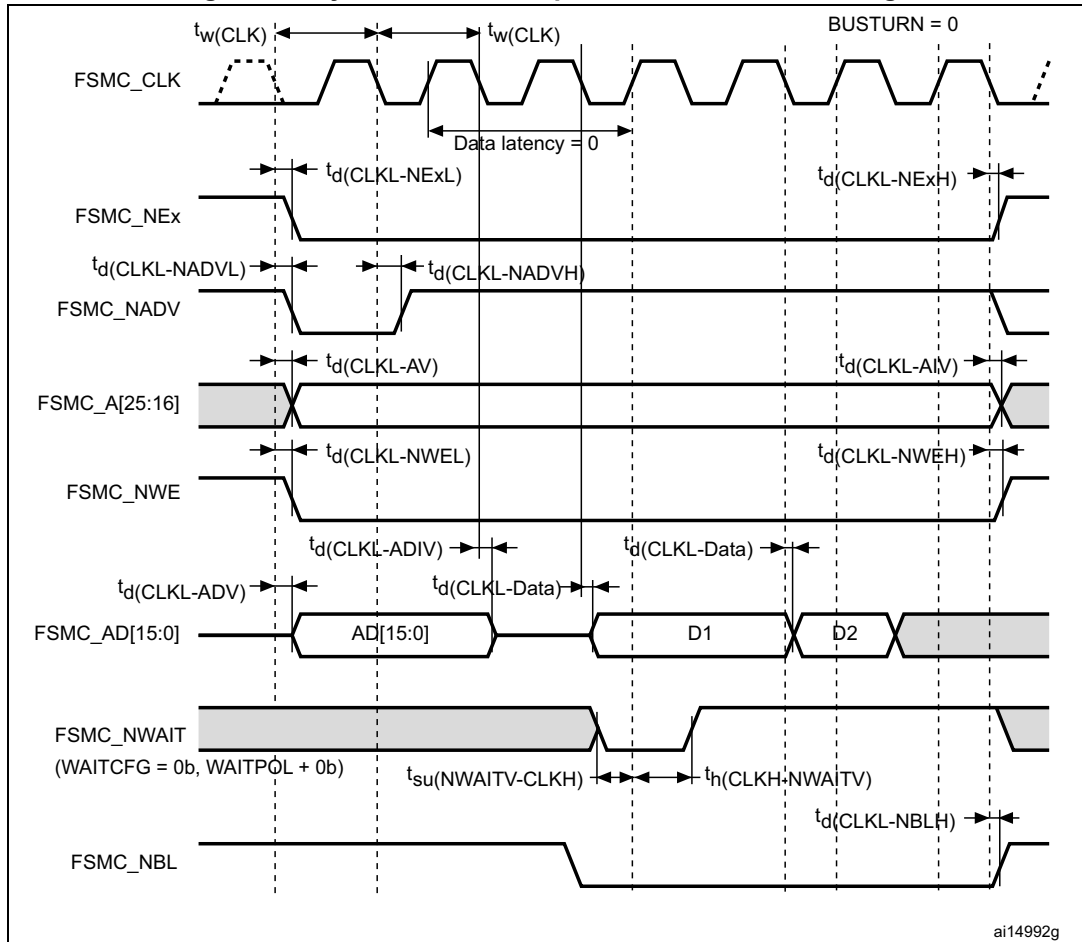 tw(CLK) tw(CLK) BUSTURN = 0
FSMC_CLK
Data latency = 0
td(CLKL-NExL) td(CLKL-NExH)
FSMC_NEx
td(CLKL-NADVL) td(CLKL-NADVH)
FSMC_NADV
td(CLKL-AV) td(CLKL-AIV)
FSMC_A[25:16]
td(CLKL-NWEL) td(CLKL-NWEH)
FSMC_NWE
td(CLKL-ADIV) td(CLKL-Data)
td(CLKL-ADV) td(CLKL-Data)
FSMC_AD[15:0] AD[15:0] D1 D2
FSMC_NWAIT
(WAITCFG = 0b, WAITPOL + 0b)
tsu(NWAITV-CLKH) th(CLKH-NWAITV)
td(CLKL-NBLH)
FSMC_NBL
ai14992g